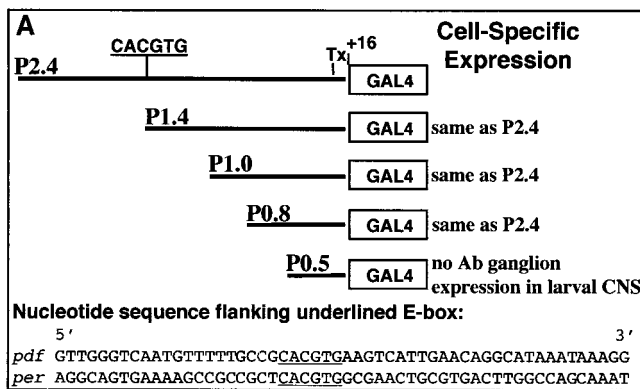 A
Cell-Specific
Expression
CACGTG
Tx +16
P2.4
GAL4
P1.4
GAL4
same as P2.4
P1.0
GAL4
same as P2.4
P0.8
GAL4
same as P2.4
P0.5
GAL4
no Ab ganglion
expression in larval CNS
Nucleotide sequence flanking underlined E-box:
5′ 3′
pdf GTTGGGTCAATGTTTTTGCCGCACGTGAAGTCATTGAACAGGCATAAATAAAGG
per AGGCAGTGAAAAGCCGCCGCTCACGTGGCGAACTGCGTGACTTGGCCAGCAAAT